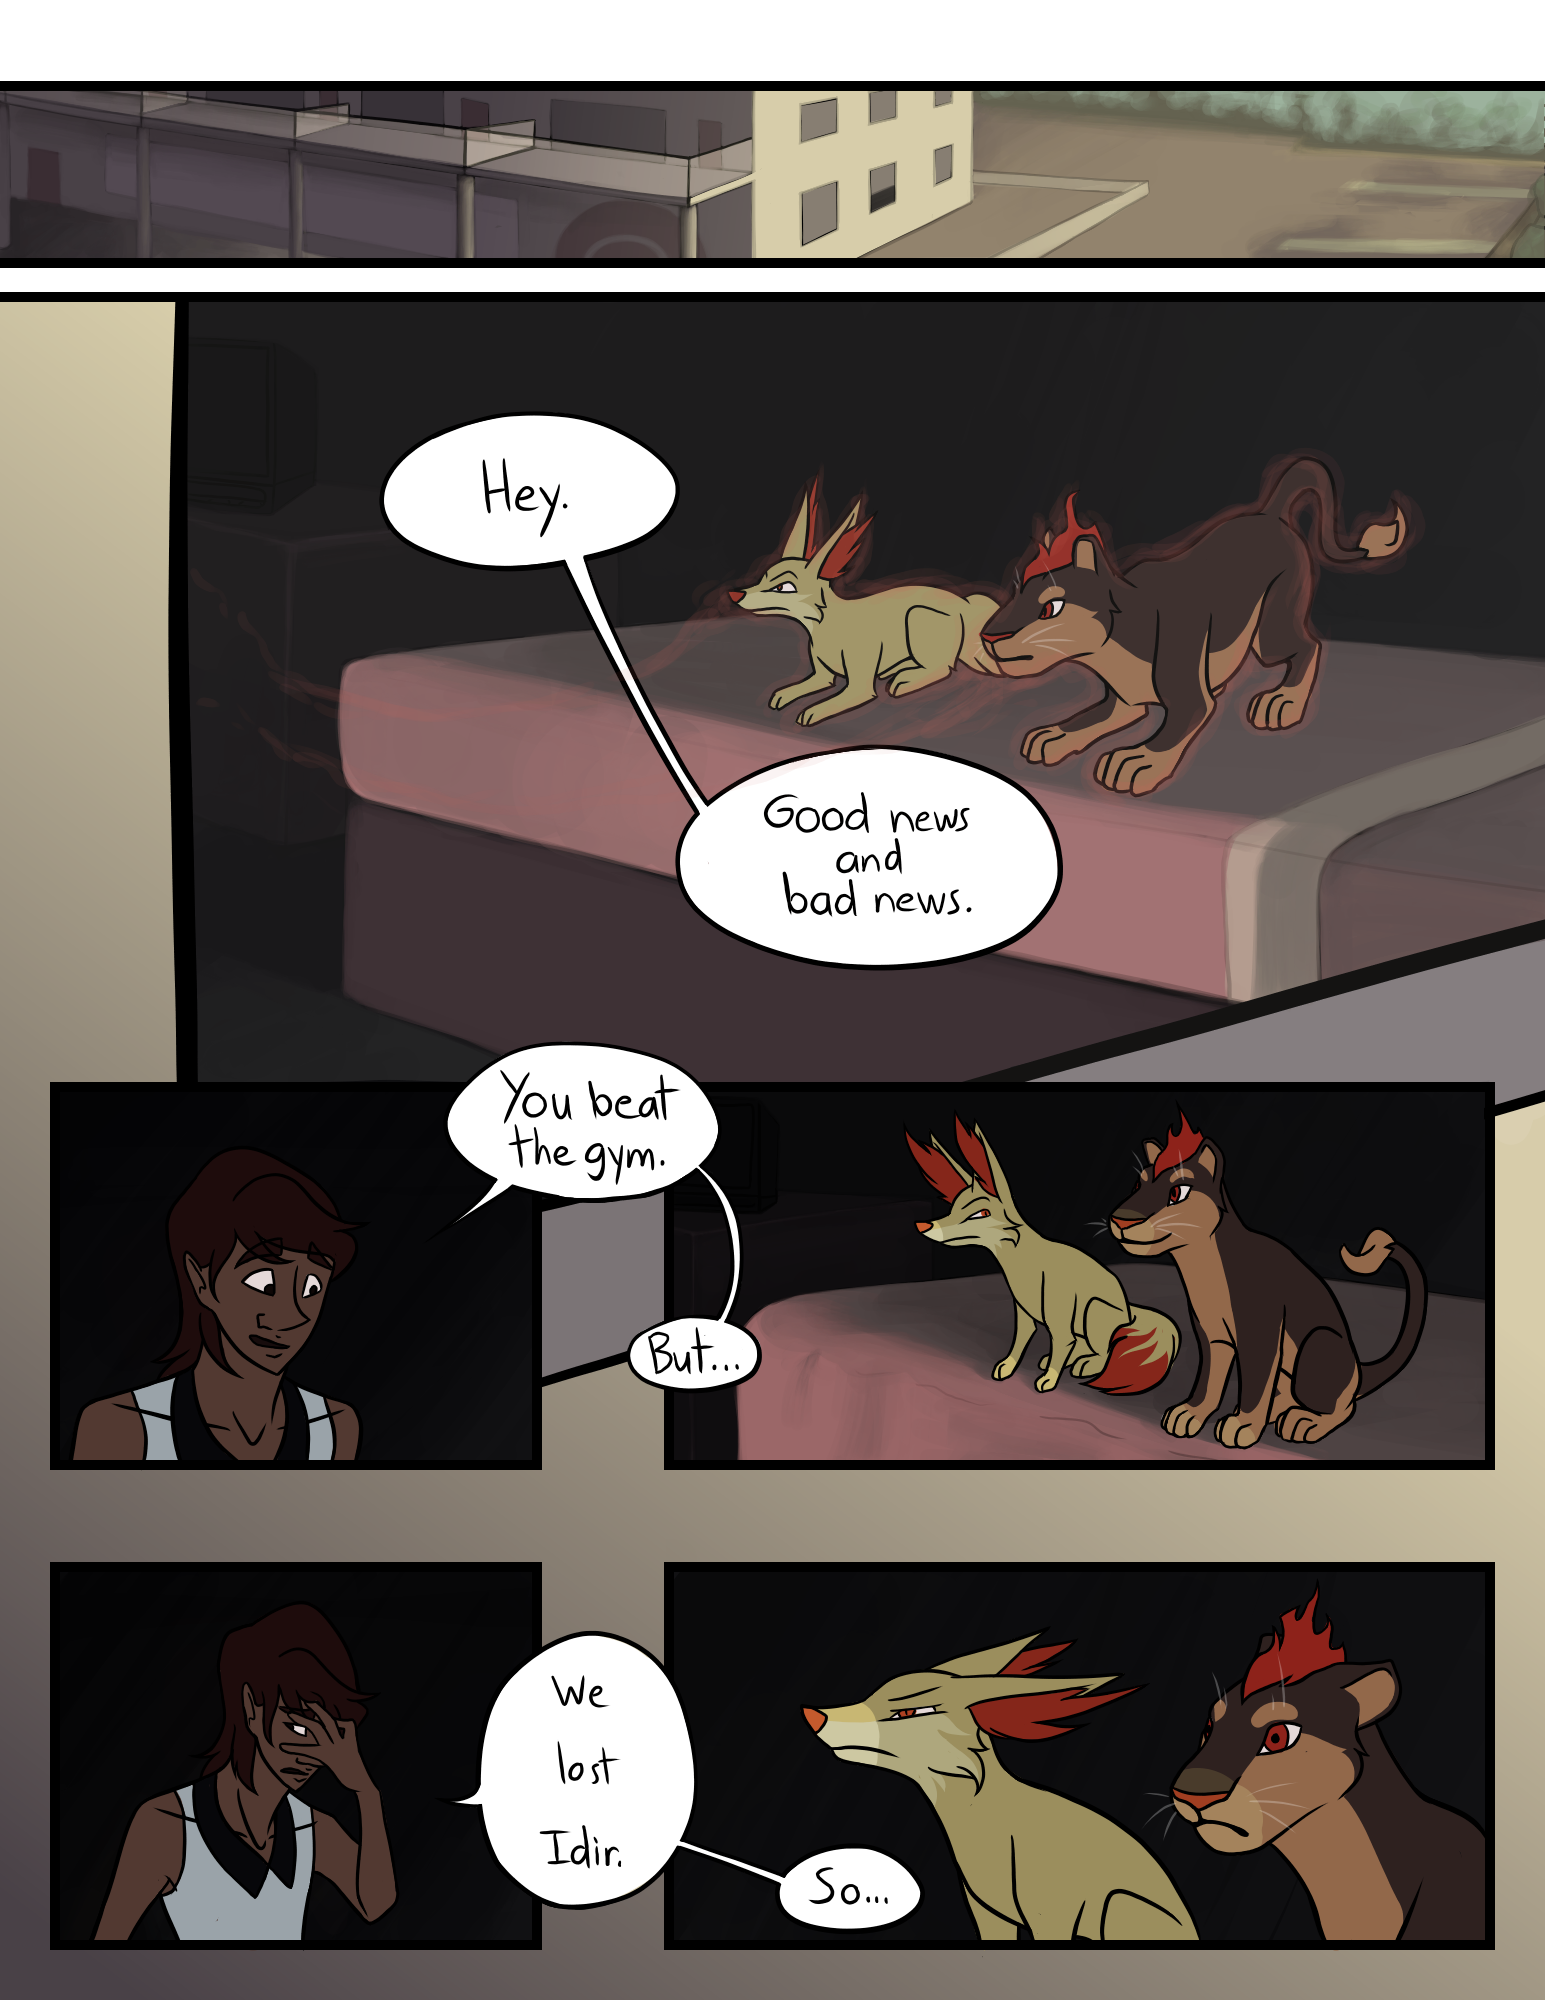 Hey.
Good news
and
bad news.
You beat
the gym.
But...
We
lost
Idir.
So...